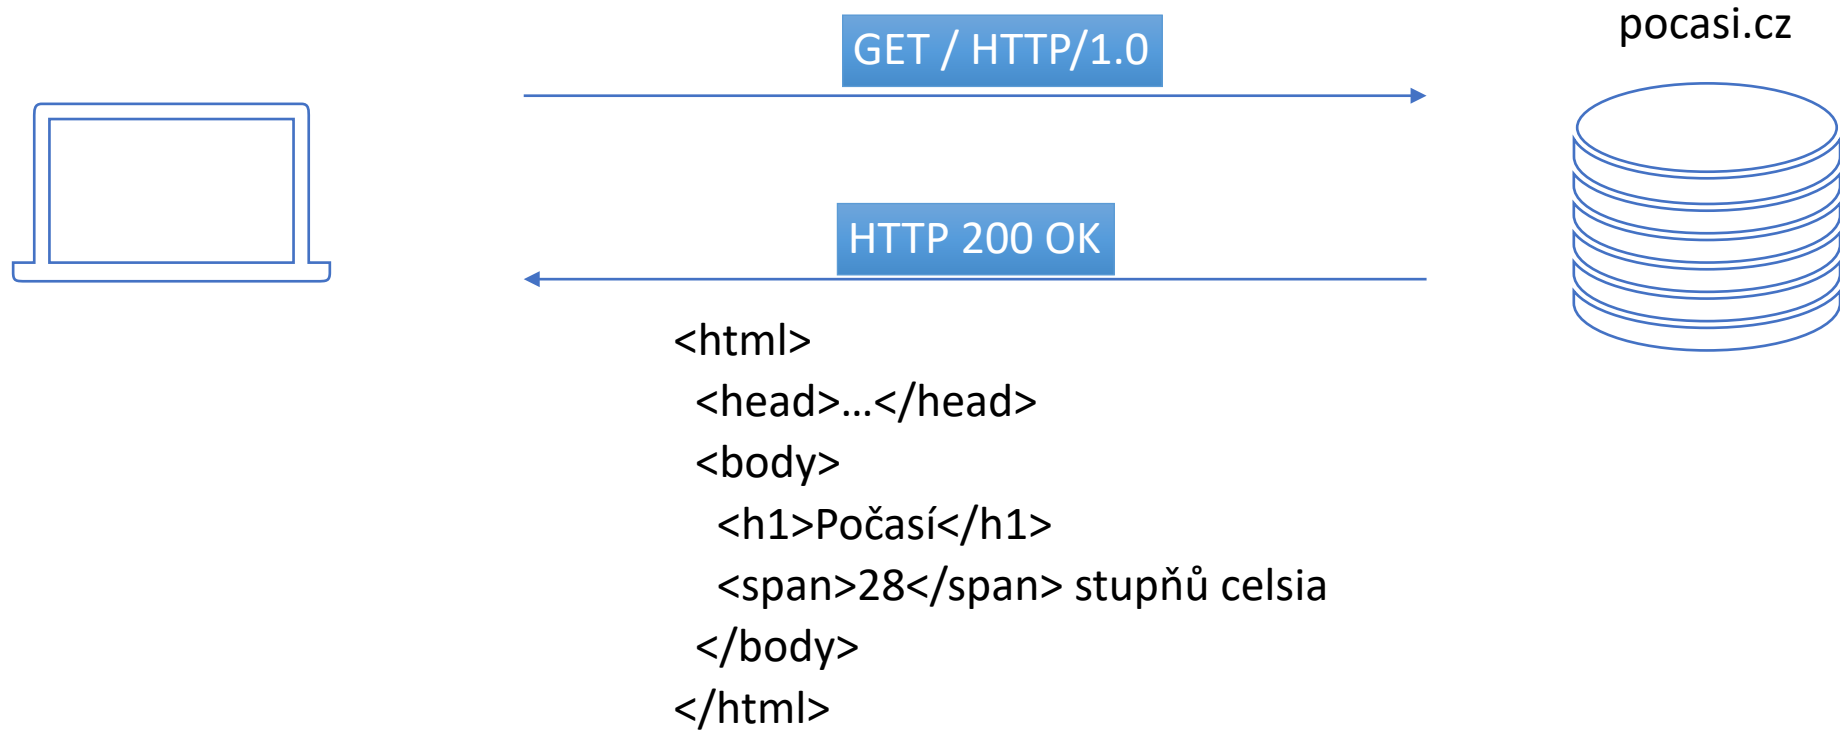 pocasi.cz
GET / HTTP/1.0
HTTP 200 OK
<html>
<head>…</head>
<body>
<h1>Počasí</h1>
<span>28</span> stupňů celsia
</body>
</html>